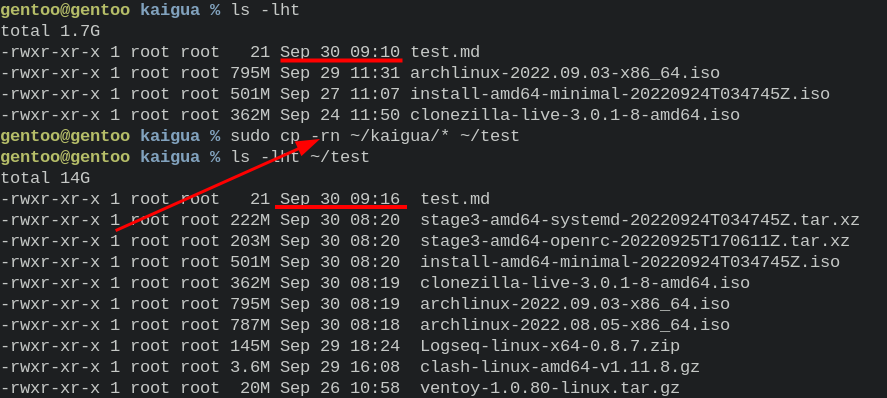 gentoo@gentoo kaigua % ls -lht
total 1.7G
-rwxr-xr-x 1 root root   21 Sep 30 09:10 test.md
-rwxr-xr-x 1 root root 795M Sep 29 11:31 archlinux-2022.09.03-x86_64.iso
-rwxr-xr-x 1 root root 501M Sep 27 11:07 install-amd64-minimal-20220924T034745Z.iso
-rwxr-xr-x 1 root root 362M Sep 24 11:50 clonezilla-live-3.0.1-8-amd64.iso
gentoo@gentoo kaigua % sudo cp -rn ~/kaigua/* ~/test
gentoo@gentoo kaigua % ls -lht ~/test
total 14G
-rwxr-xr-x 1 root root   21 Sep 30 09:16  test.md
-rwxr-xr-x 1 root root 222M Sep 30 08:20  stage3-amd64-systemd-20220924T034745Z.tar.xz
-rwxr-xr-x 1 root root 203M Sep 30 08:20  stage3-amd64-openrc-20220925T170611Z.tar.xz
-rwxr-xr-x 1 root root 501M Sep 30 08:20  install-amd64-minimal-20220924T034745Z.iso
-rwxr-xr-x 1 root root 362M Sep 30 08:19  clonezilla-live-3.0.1-8-amd64.iso
-rwxr-xr-x 1 root root 795M Sep 30 08:19  archlinux-2022.09.03-x86_64.iso
-rwxr-xr-x 1 root root 787M Sep 30 08:18  archlinux-2022.08.05-x86_64.iso
-rwxr-xr-x 1 root root 145M Sep 29 18:24  Logseq-linux-x64-0.8.7.zip
-rwxr-xr-x 1 root root 3.6M Sep 29 16:08  clash-linux-amd64-v1.11.8.gz
-rwxr-xr-x 1 root root  20M Sep 26 10:58  ventoy-1.0.80-linux.tar.gz